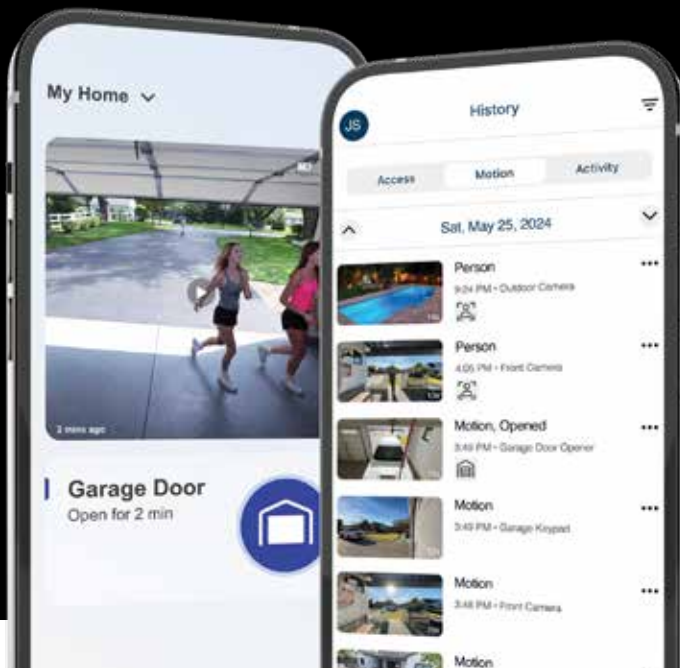 My Home
3 mins ago
Garage Door
Open for 2 min
JS
History
Access
Motion
Activity
Sat, May 25, 2024
Person
9:24 PM • Outdoor Camera
Person
4:05 PM • Front Camera
Motion, Opened
3:49 PM • Garage Door Opener
Motion
3:49 PM • Garage Keypad
Motion
3:48 PM • Front Camera
Motion